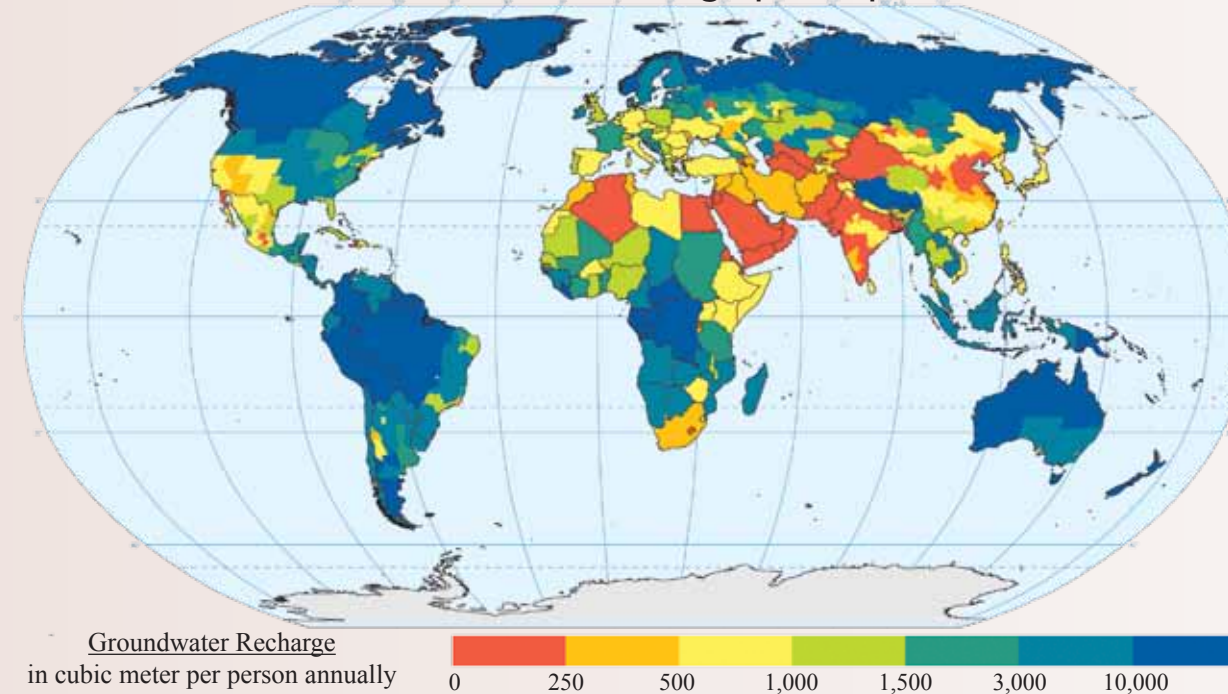 Groundwater Recharge
in cubic meter per person annually
0 250 500 1,000 1,500 3,000 10,000